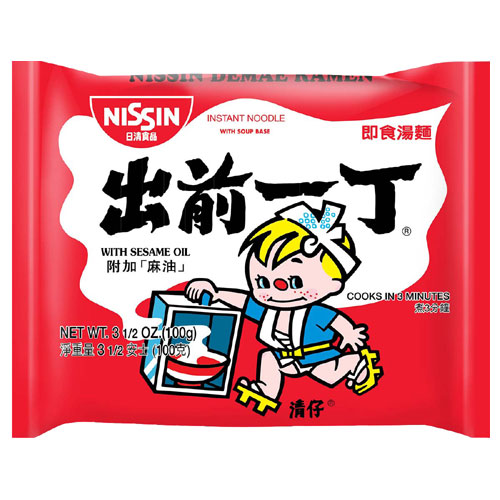 NISSIN DEMAE RAMEN
NISSIN
日清食品
INSTANT NOODLE
WITH SOUP BASE
即食湯麵
出前一丁®
WITH SESAME OIL
附加「麻油」
COOKS IN 3 MINUTES
煮3分鐘
NET WT. 3 1/2 OZ.(100g)
淨重量 3 1/2 安士(100克)
清仔®